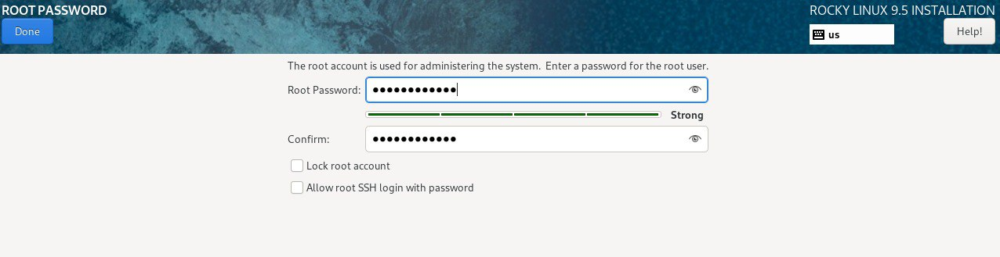 ROOT PASSWORD
ROCKY LINUX 9.5 INSTALLATION
Done
us
Help!
The root account is used for administering the system.  Enter a password for the root user.
Root Password: ●●●●●●●●●●●●
Strong
Confirm: ●●●●●●●●●●●●
Lock root account
Allow root SSH login with password